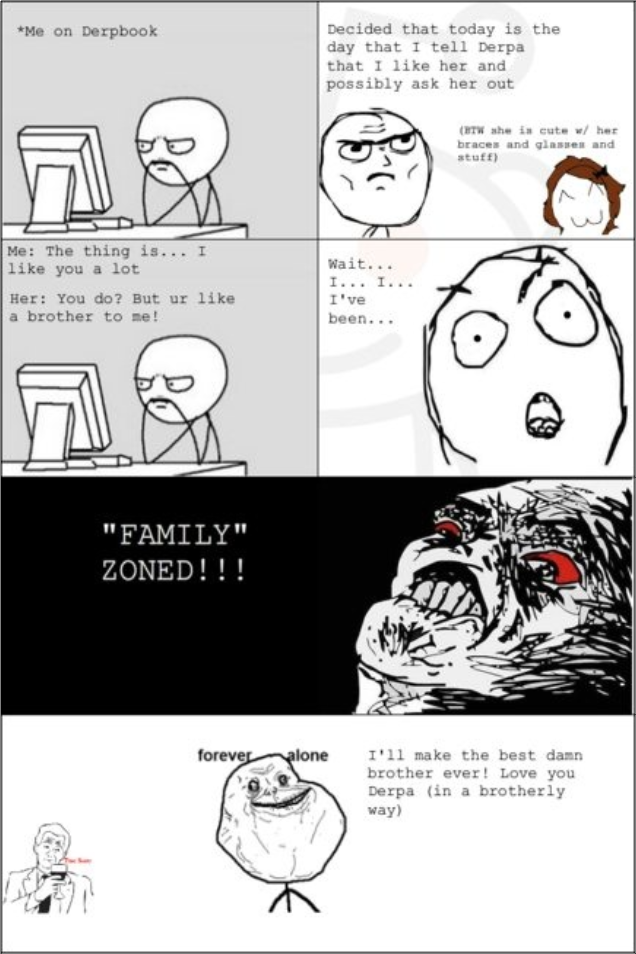 *Me on Derpbook
Decided that today is the
day that I tell Derpa
that I like her and
possibly ask her out
(BTW she is cute w/ her
braces and glasses and
stuff)
Me: The thing is... I
like you a lot
Her: You do? But ur like
a brother to me!
Wait...
I... I...
I've
been...
"FAMILY"
ZONED!!!
forever alone
I'll make the best damn
brother ever! Love you
Derpa (in a brotherly
way)